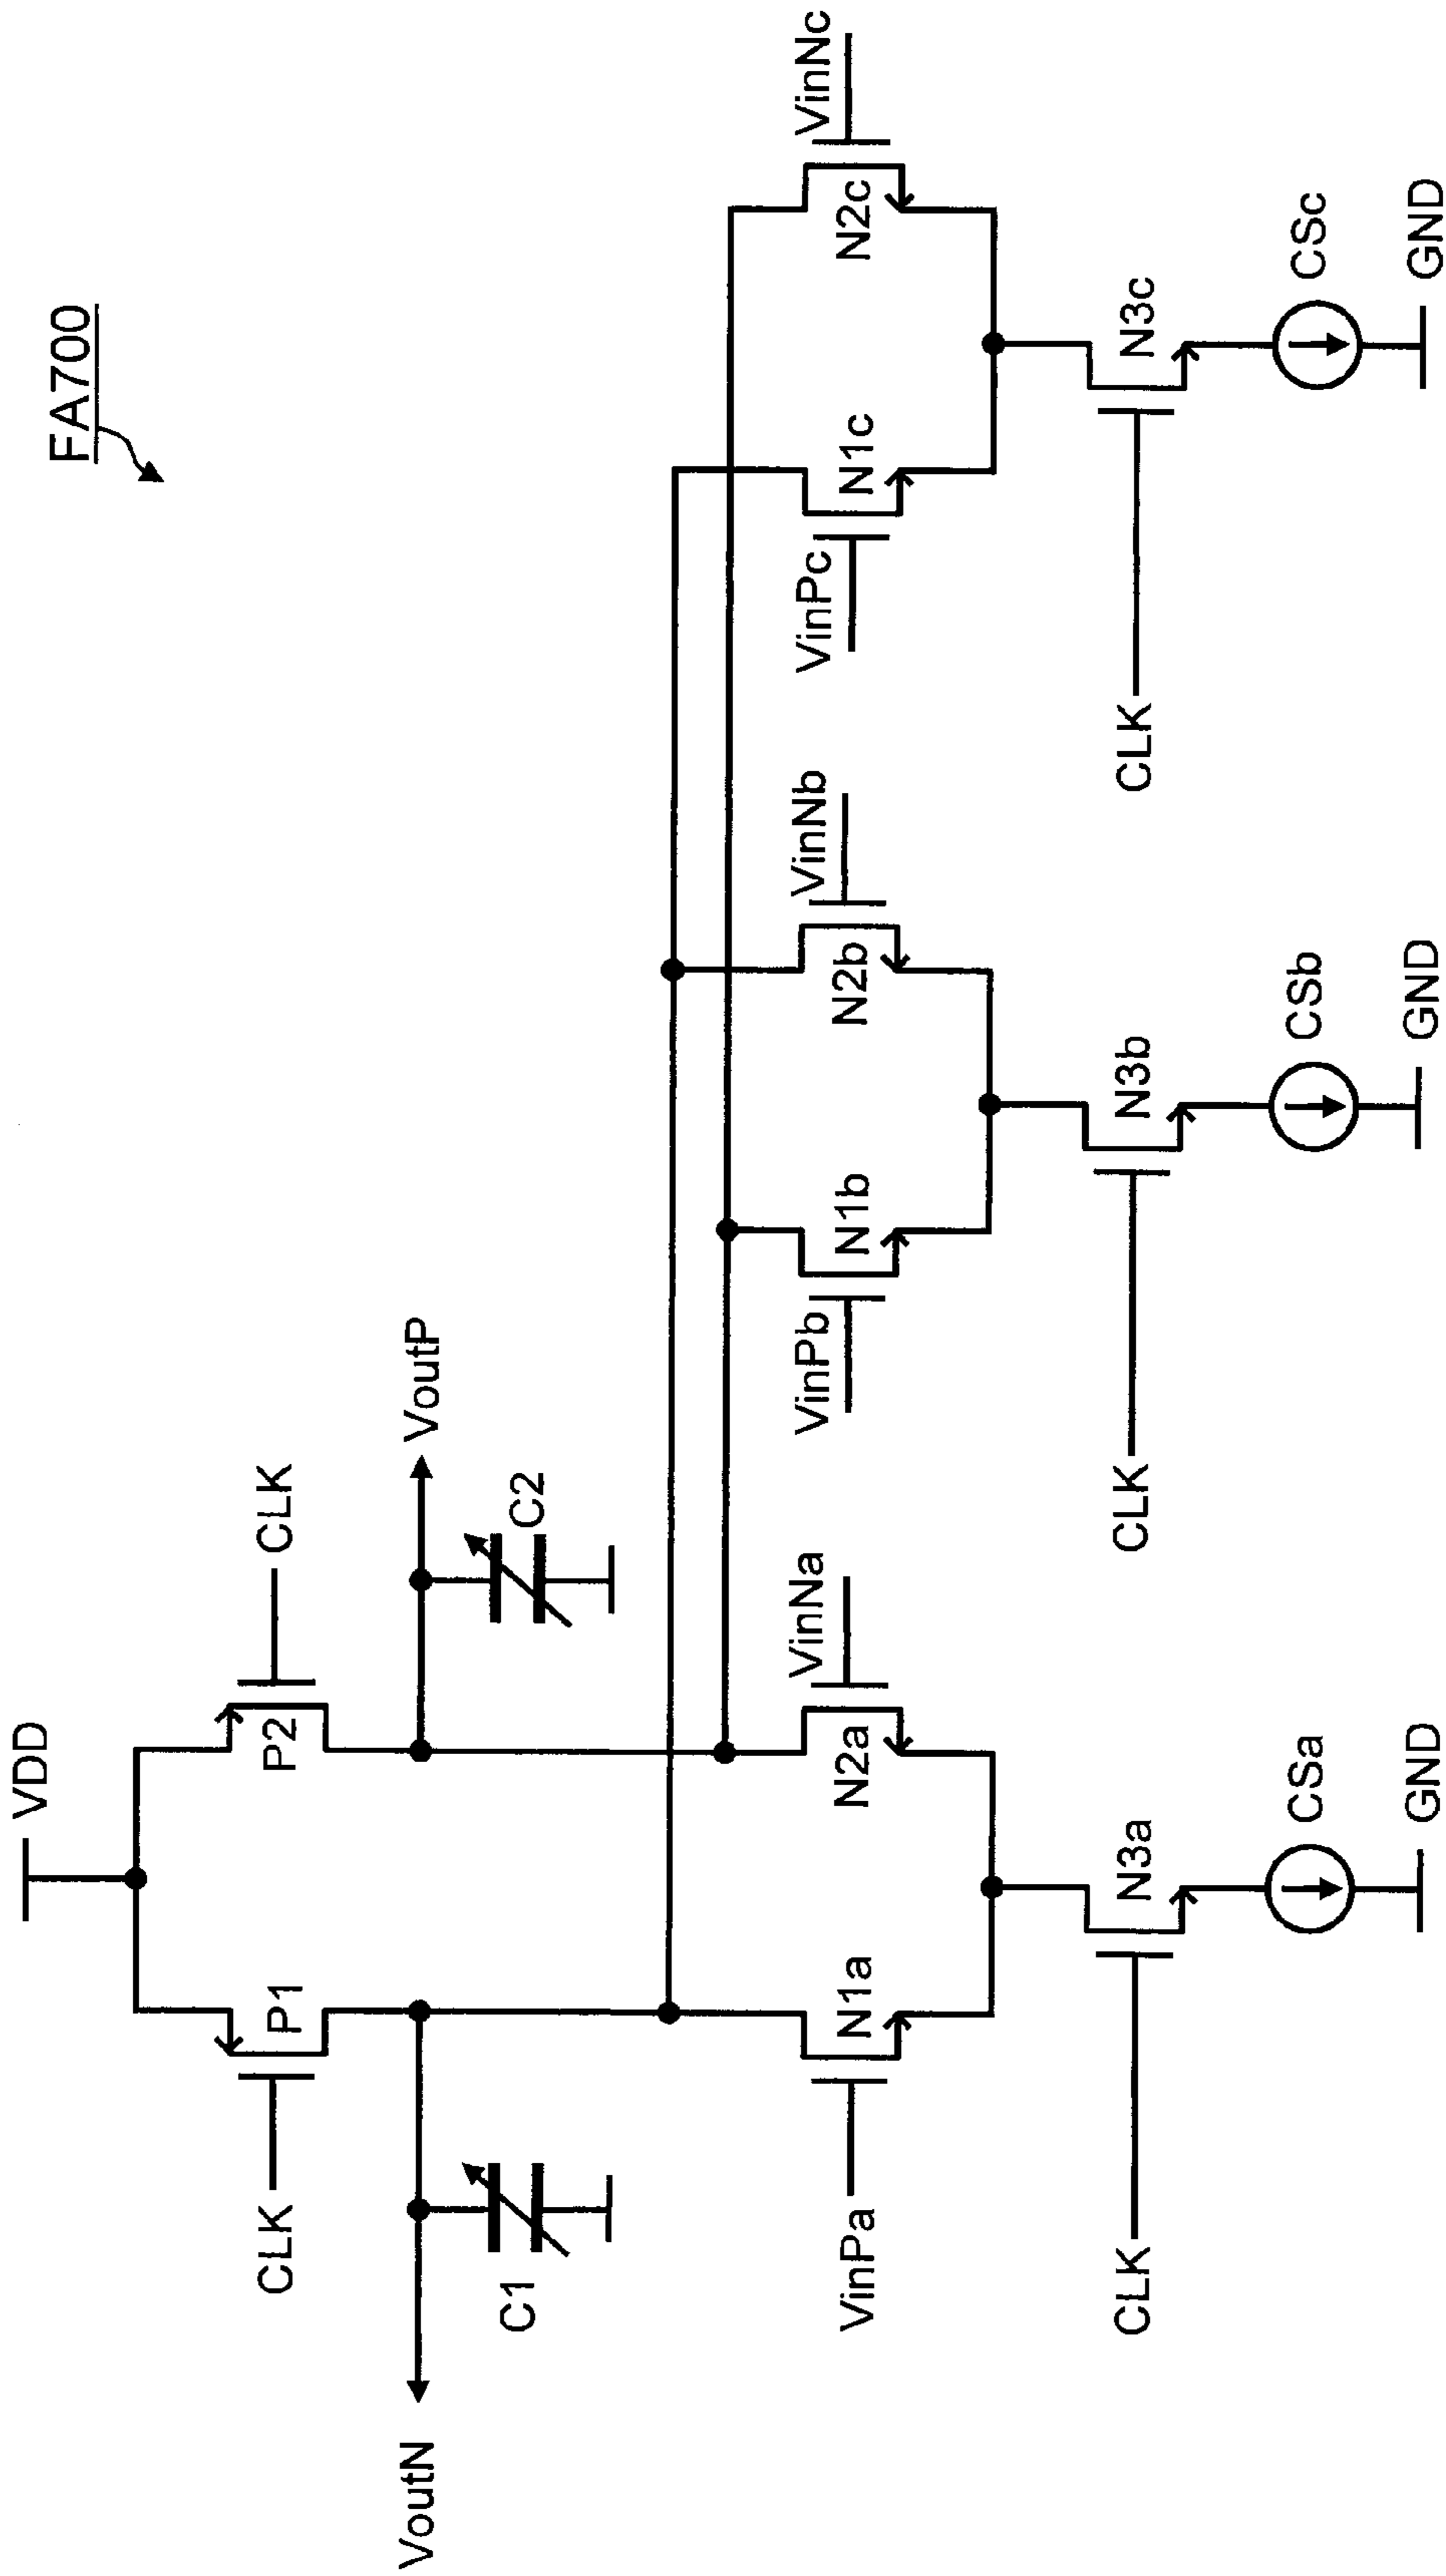 FA700
VDD
CLK
P1
P2
CLK
VoutN
C1
C2
VoutP
VinPa
N1a
N2a
VinNa
VinPb
N1b
N2b
VinNb
VinPc
N1c
N2c
VinNc
CLK
N3a
CLK
N3b
CLK
N3c
CSa
CSb
CSc
GND
GND
GND